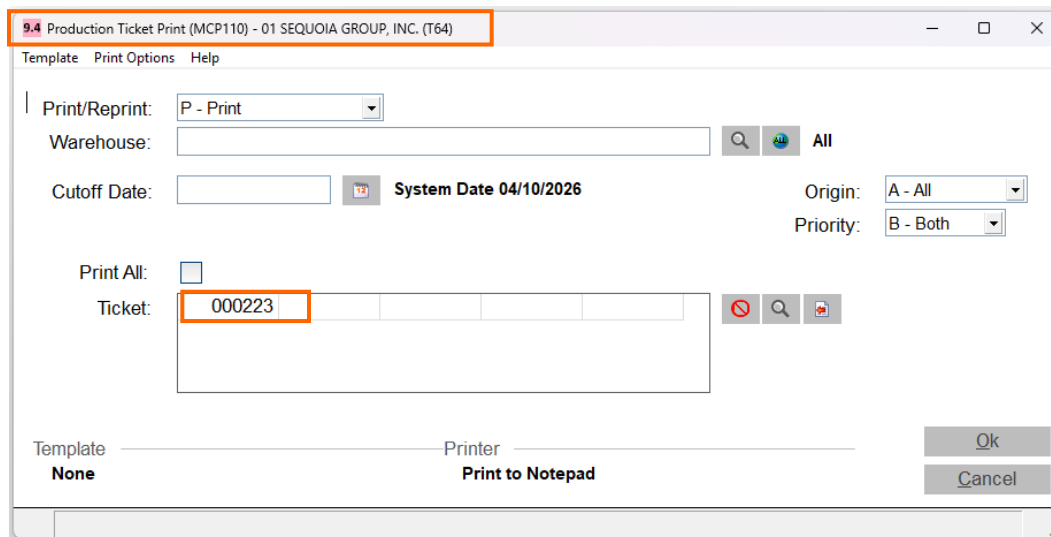 9.4 Production Ticket Print (MCP110) - 01 SEQUOIA GROUP, INC. (T64)
Template Print Options Help
Print/Reprint: P - Print
Warehouse: ALL All
Cutoff Date: 12 System Date 04/10/2026 Origin: A - All
Priority: B - Both
Print All:
Ticket: 000223
Template Printer
None Print to Notepad
Ok
Cancel